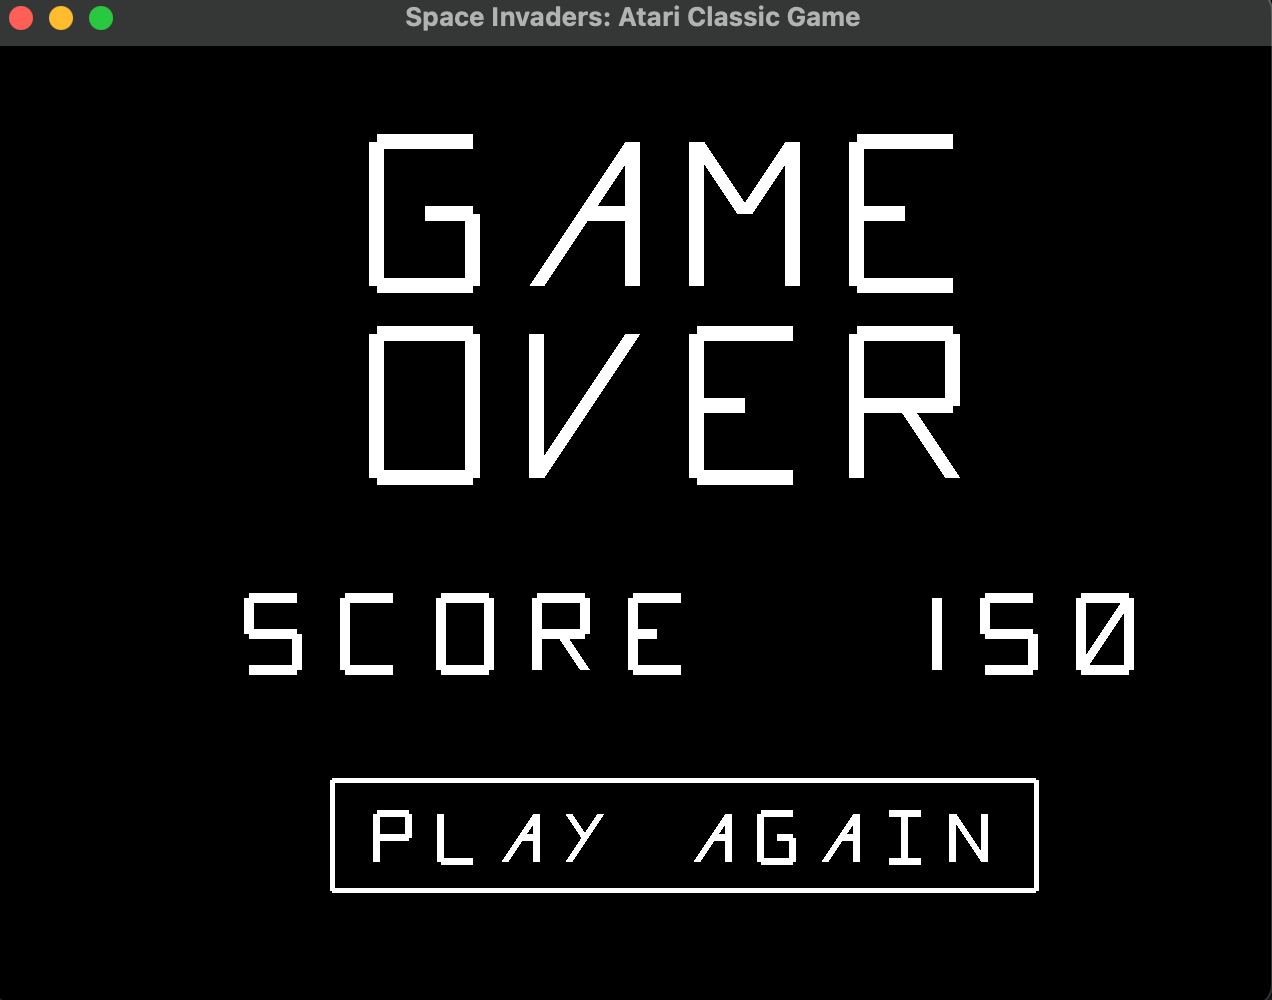 Space Invaders: Atari Classic Game
GAME
OVER
SCORE 150
PLAY AGAIN